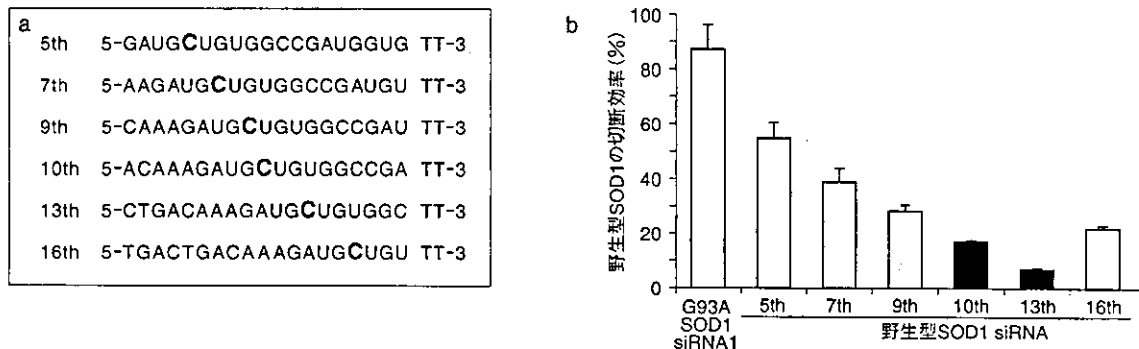 a
5th 5-GAUGCUGUGGCCGAUGGUG TT-3
7th 5-AAGAUGCUGUGGCCGAUGU TT-3
9th 5-CAAAGAUGCUGUGGCCGAU TT-3
10th 5-ACAAAGAUGCUGUGGCCGA TT-3
13th 5-CTGACAAAGAUGCUGUGGC TT-3
16th 5-TGACTGACAAAGAUGCUGU TT-3
b
野生型SOD1の切断効率(%)
100
80
60
40
20
0
G93A
SOD1
siRNA1
5th 7th 9th 10th 13th 16th
野生型SOD1 siRNA